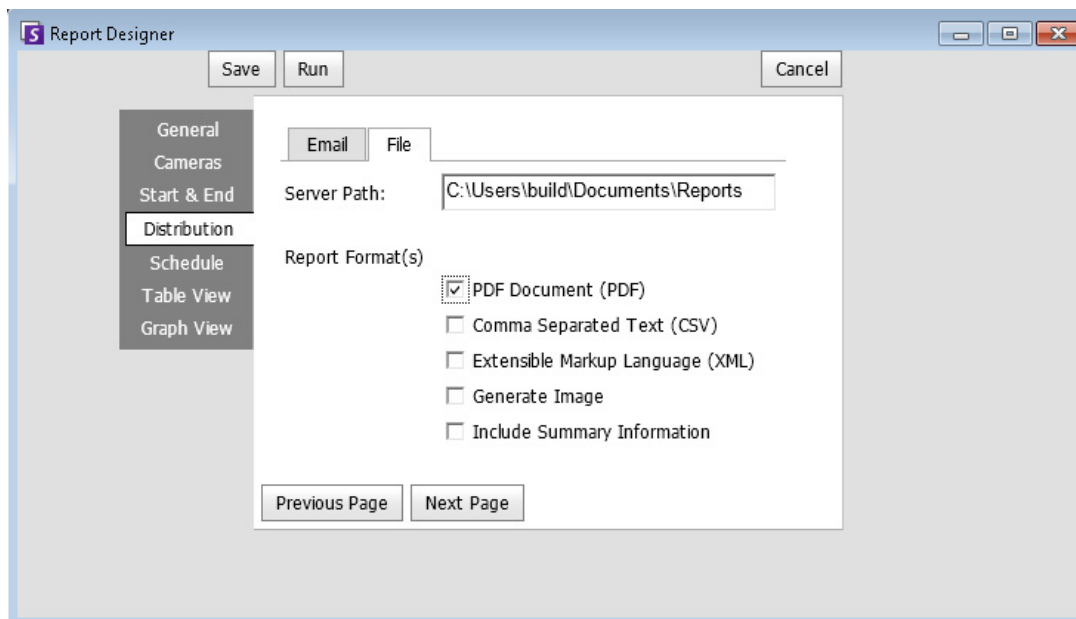 Report Designer
Save Run Cancel
General
Cameras
Start & End
Distribution
Schedule
Table View
Graph View
Email File
Server Path: C:\Users\build\Documents\Reports
Report Format(s)
PDF Document (PDF)
Comma Separated Text (CSV)
Extensible Markup Language (XML)
Generate Image
Include Summary Information
Previous Page Next Page